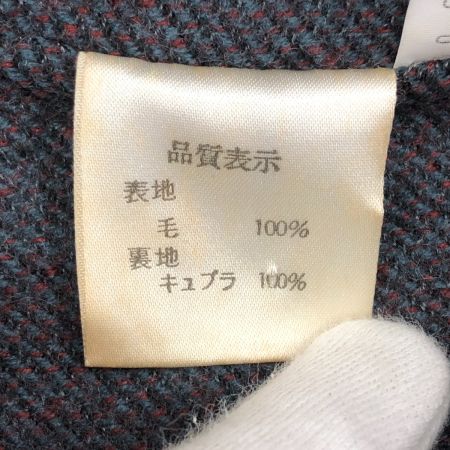 品質表示
表地
毛 100%
裏地
キュプラ 100%